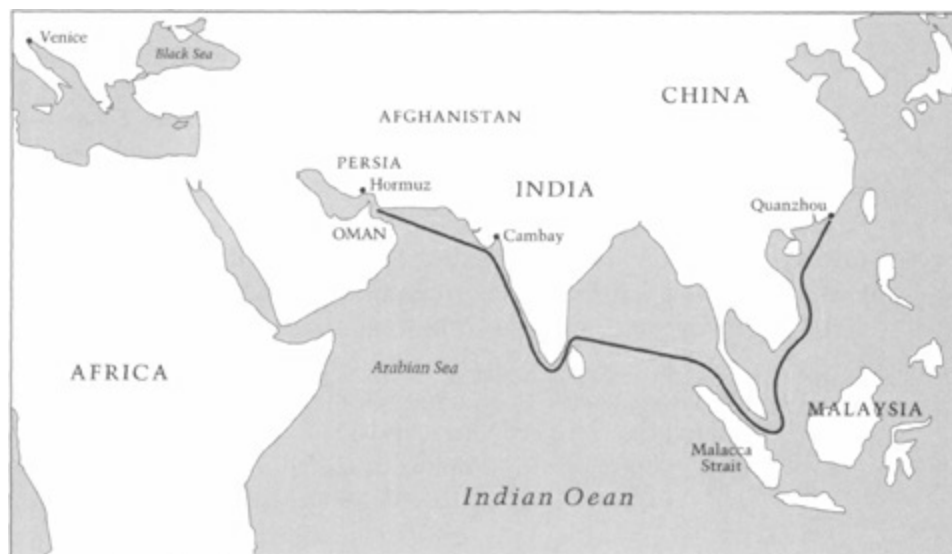 Venice
Black Sea
CHINA
AFGHANISTAN
PERSIA
Hormuz
INDIA
Quanzhou
OMAN
Cambay
Arabian Sea
AFRICA
MALAYSIA
Malacca
Strait
Indian Oean